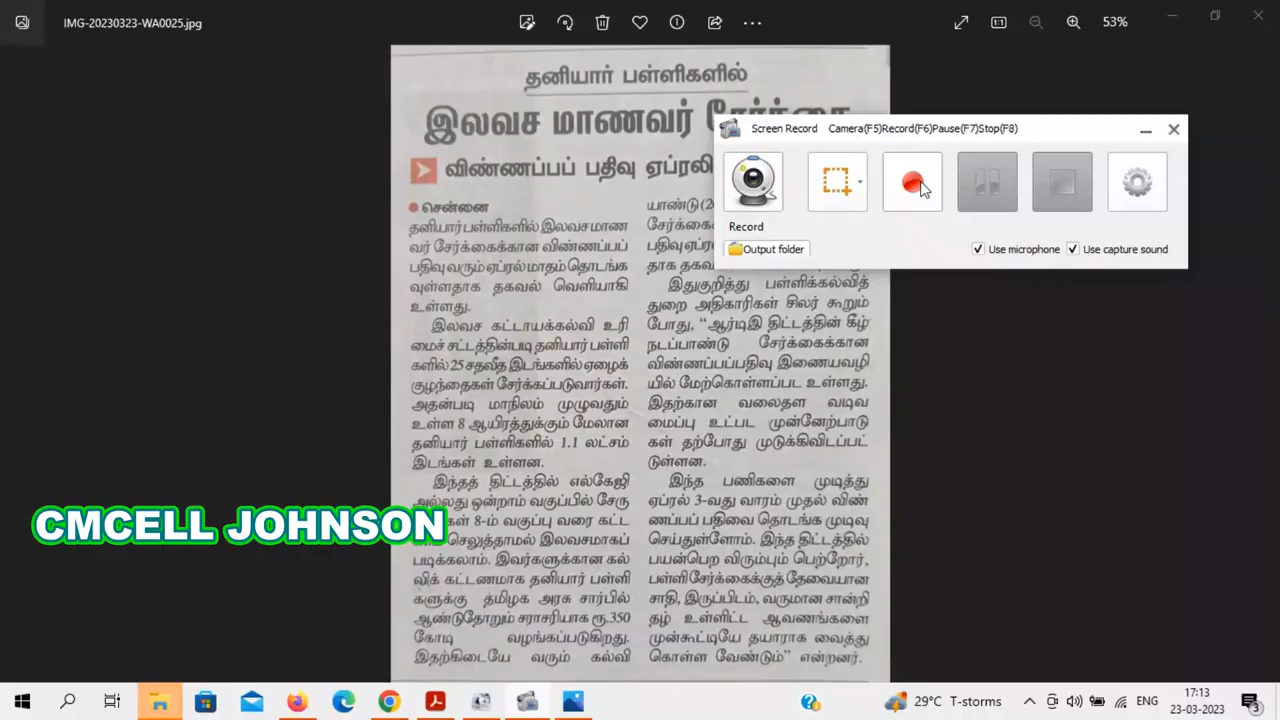 IMG-20230323-WA0025.jpg
53%
தனியார் பள்ளிகளில்
இலவச மாணவர் சேர்க்கை
விண்ணப்பப் பதிவு ஏப்ரலி
Screen Record Camera(F5)Record(F6)Pause(F7)Stop(F8)
Record
Output folder
Use microphone
Use capture sound
சென்னை
தனியார் பள்ளிகளில் இலவச மாண
வர் சேர்க்கைக்கான விண்ணப்பப்
பதிவு வரும் ஏப்ரல் மாதம் தொடங்க
வுள்ளதாக தகவல் வெளியாகி
உள்ளது.
இலவச கட்டாயக்கல்வி உரி
மைச் சட்டத்தின்படி தனியார் பள்ளி
களில் 25 சதவீத இடங்களில் ஏழைக்
குழந்தைகள் சேர்க்கப்படுவார்கள்.
அதன்படி மாநிலம் முழுவதும்
உள்ள 8 ஆயிரத்துக்கும் மேலான
தனியார் பள்ளிகளில் 1.1 லட்சம்
இடங்கள் உள்ளன.
இந்தத் திட்டத்தில் எல்கேஜி
அல்லது ஒன்றாம் வகுப்பில் சேரு
கள் 8-ம் வகுப்பு வரை கட்ட
செலுத்தாமல் இலவசமாகப்
படிக்கலாம். இவர்களுக்கான கல்
விக் கட்டணமாக தனியார் பள்ளி
களுக்கு தமிழக அரசு சார்பில்
ஆண்டுதோறும் சராசரியாக ரூ.350
கோடி வழங்கப்படுகிறது.
இதற்கிடையே வரும் கல்வி
யாண்டு (2
சேர்க்கை
பதிவு ஏப்ர
தாக தகவ
இதுகுறித்து பள்ளிக்கல்வித்
துறை அதிகாரிகள் சிலர் கூறும்
போது, “ஆர்டிஇ திட்டத்தின் கீழ்
நடப்பாண்டு சேர்க்கைக்கான
விண்ணப்பப்பதிவு இணையவழி
யில் மேற்கொள்ளப்பட உள்ளது.
இதற்கான வலைதள வடிவ
மைப்பு உட்பட முன்னேற்பாடு
கள் தற்போது முடுக்கிவிடப்பட்
டுள்ளன.
இந்த பணிகளை முடித்து
ஏப்ரல் 3-வது வாரம் முதல் விண்
ணப்பப் பதிவை தொடங்க முடிவு
செய்துள்ளோம். இந்த திட்டத்தில்
பயன்பெற விரும்பும் பெற்றோர்,
பள்ளி சேர்க்கைக்குத் தேவையான
சாதி, இருப்பிடம், வருமான சான்றி
தழ் உள்ளிட்ட ஆவணங்களை
முன்கூட்டியே தயாராக வைத்து
கொள்ள வேண்டும்” என்றனர்.
CMCELL JOHNSON
29°C T-storms
ENG
17:13
23-03-2023
3